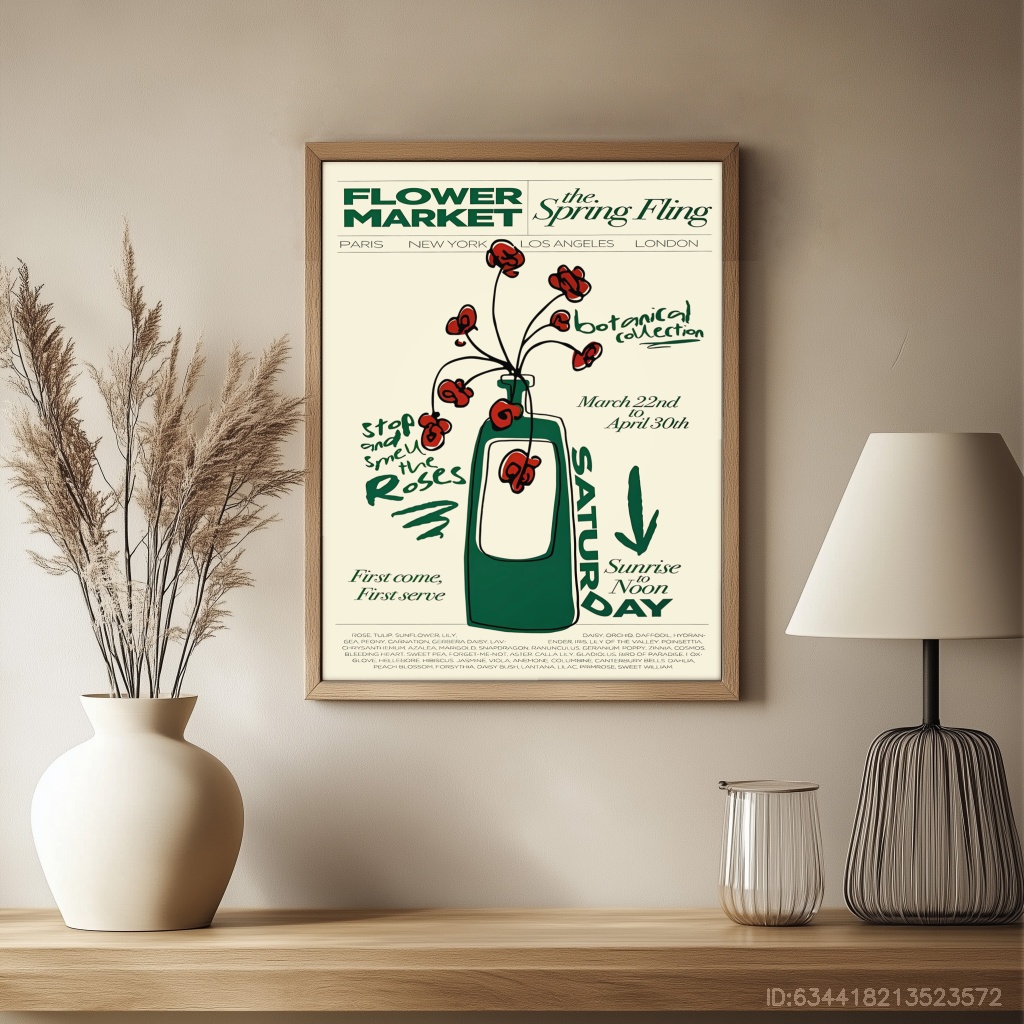 FLOWER
MARKET
the
Spring Fling
PARIS NEW YORK LOS ANGELES LONDON
botanical
collection
March 22nd
to
April 30th
stop
and
smell
the
Roses
SATURDAY
Sunrise
to
Noon
First come,
First serve
ROSE, TULIP, SUNFLOWER, LILY, DAISY, ORCHID, DAFFODIL, HYDRAN-
GEA, PEONY, CARNATION, GERBERA DAISY, LAV- ENDER, IRIS, LILY OF THE VALLEY, POINSETTIA,
CHRYSANTHEMUM, AZALEA, MARIGOLD, SNAPDRAGON, RANUNCULUS, GERANIUM, POPPY, ZINNIA, COSMOS,
BLEEDING HEART, SWEET PEA, FORGET-ME-NOT, ASTER, CALLA LILY, GLADIOLUS, BIRD OF PARADISE, FOX-
GLOVE, HELLEBORE, HIBISCUS, JASMINE, VIOLA, ANEMONE, COLUMBINE, CANTERBURY BELLS, DAHLIA,
PEACH BLOSSOM, FORSYTHIA, DAISY BUSH, LANTANA, LILAC, PRIMROSE, SWEET WILLIAM
ID:634418213523572